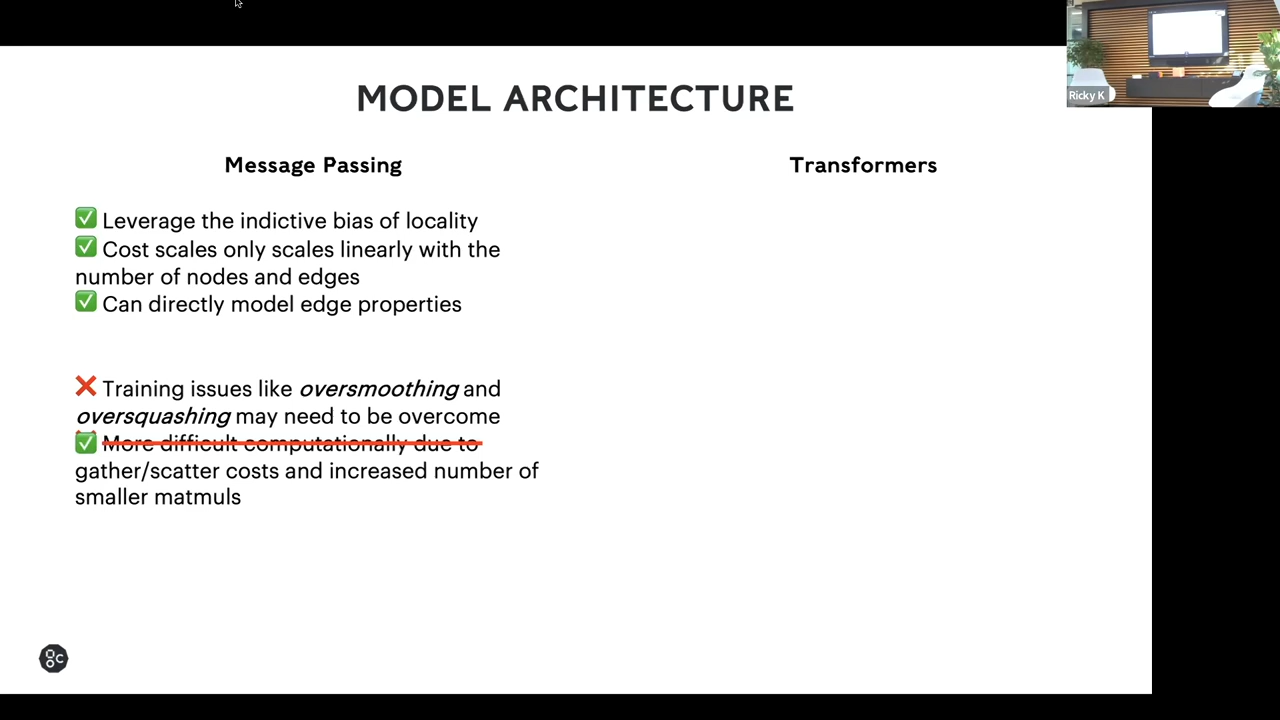 MODEL ARCHITECTURE
Message Passing
Transformers
✅ Leverage the indictive bias of locality
✅ Cost scales only scales linearly with the
number of nodes and edges
✅ Can directly model edge properties
❌ Training issues like oversmoothing and
oversquashing may need to be overcome
✅ More difficult computationally due to
gather/scatter costs and increased number of
smaller matmuls
Ricky K